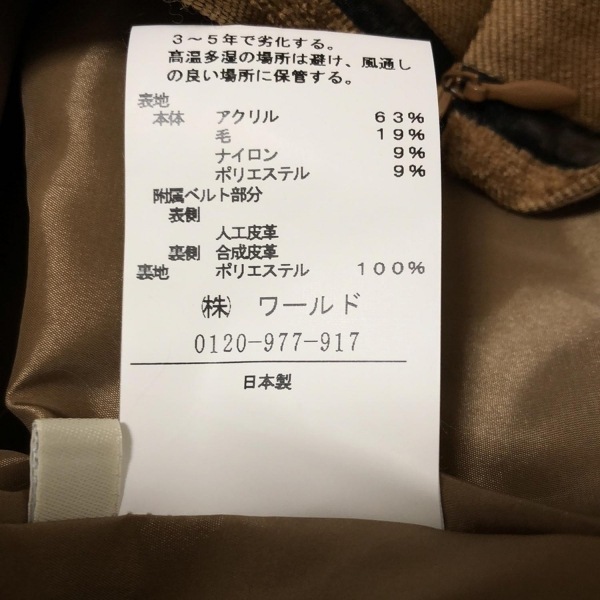 3～5年で劣化する。
高温多湿の場所は避け、風通し
の良い場所に保管する。
表地
本体 アクリル 63%
毛 19%
ナイロン 9%
ポリエステル 9%
附属ベルト部分
表側
人工皮革
裏側 合成皮革
裏地 ポリエステル 100%
㈱ ワールド
0120-977-917
日本製